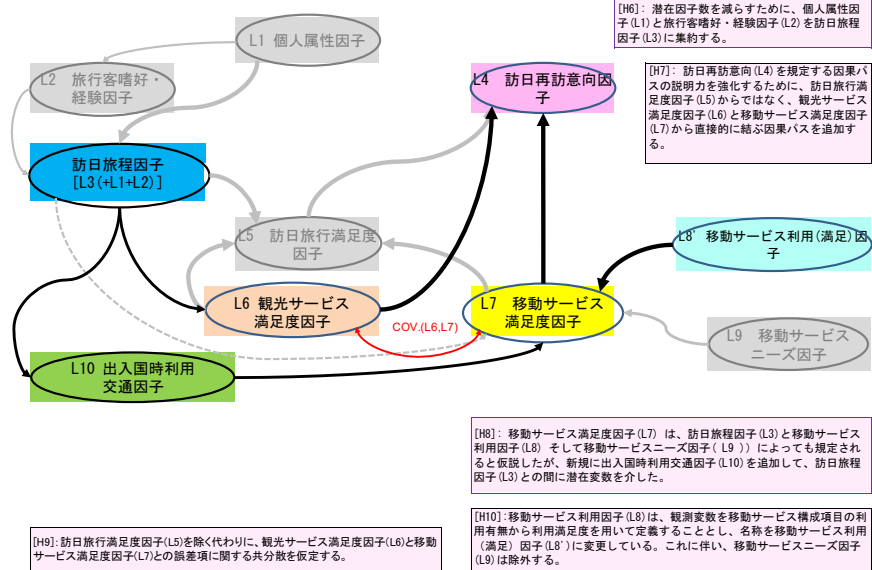 [H6]: 潜在因子数を減らすために、個人属性因
子(L1)と旅行客嗜好・経験因子(L2)を訪日旅程
因子(L3)に集約する。
L1 個人属性因子
L2 旅行客嗜好・
経験因子
L4 訪日再訪意向因
子
[H7]: 訪日再訪意向(L4)を規定する因果パ
スの説明力を強化するために、訪日旅行満
足度因子(L5)からではなく、観光サービス
満足度因子(L6)と移動サービス満足度因子
(L7)から直接的に結ぶ因果パスを追加す
る。
訪日旅程因子
[L3(+L1+L2)]
L5 訪日旅行満足度
因子
L8' 移動サービス利用(満足)因
子
L6 観光サービス
満足度因子
L7 移動サービス
満足度因子
COV.(L6,L7)
L9 移動サービス
ニーズ因子
L10 出入国時利用
交通因子
[H8]: 移動サービス満足度因子(L7) は、訪日旅程因子(L3)と移動サービス
利用因子(L8) そして移動サービスニーズ因子( L9 ))によっても規定され
ると仮説したが、新規に出入国時利用交通因子(L10)を追加して、訪日旅程
因子(L3)との間に潜在変数を介した。
[H9]:訪日旅行満足度因子(L5)を除く代わりに、観光サービス満足度因子(L6)と移動
サービス満足度因子(L7)との誤差項に関する共分散を仮定する。
[H10]:移動サービス利用因子(L8)は、観測変数を移動サービス構成項目の利
用有無から利用満足度を用いて定義することとし、名称を移動サービス利用
(満足）因子(L8')に変更している。これに伴い、移動サービスニーズ因子
(L9)は除外する。